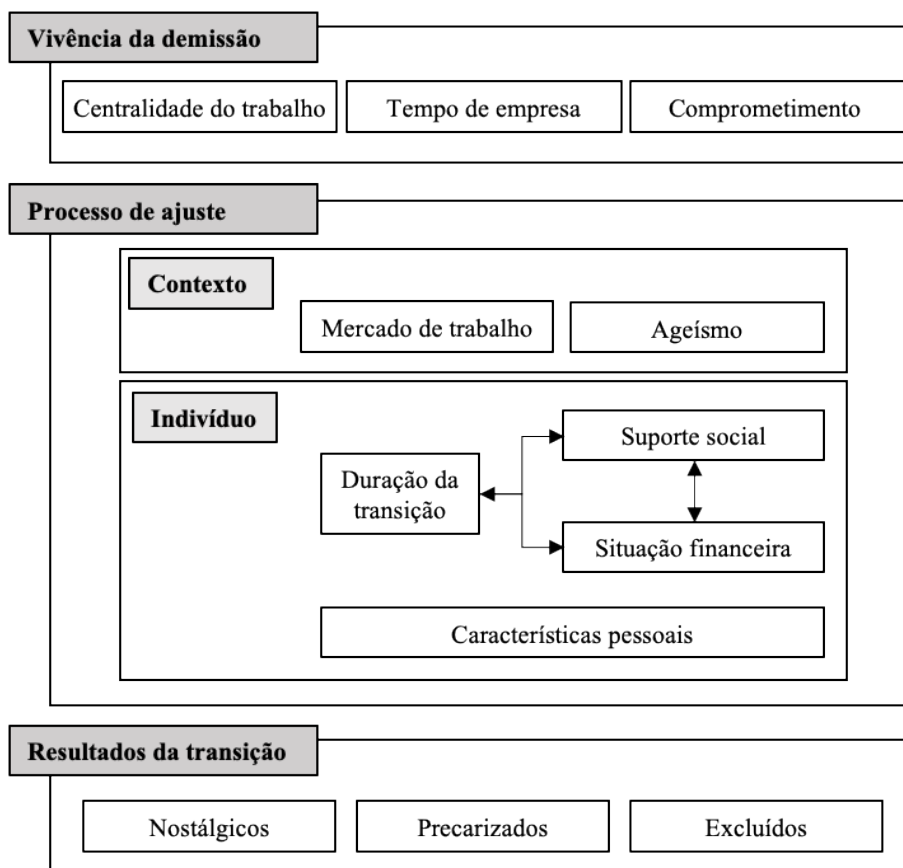 Vivência da demissão
Centralidade do trabalho
Tempo de empresa
Comprometimento
Processo de ajuste
Contexto
Mercado de trabalho
Ageísmo
Indivíduo
Suporte social
Duração da
transição
Situação financeira
Características pessoais
Resultados da transição
Nostálgicos
Precarizados
Excluídos